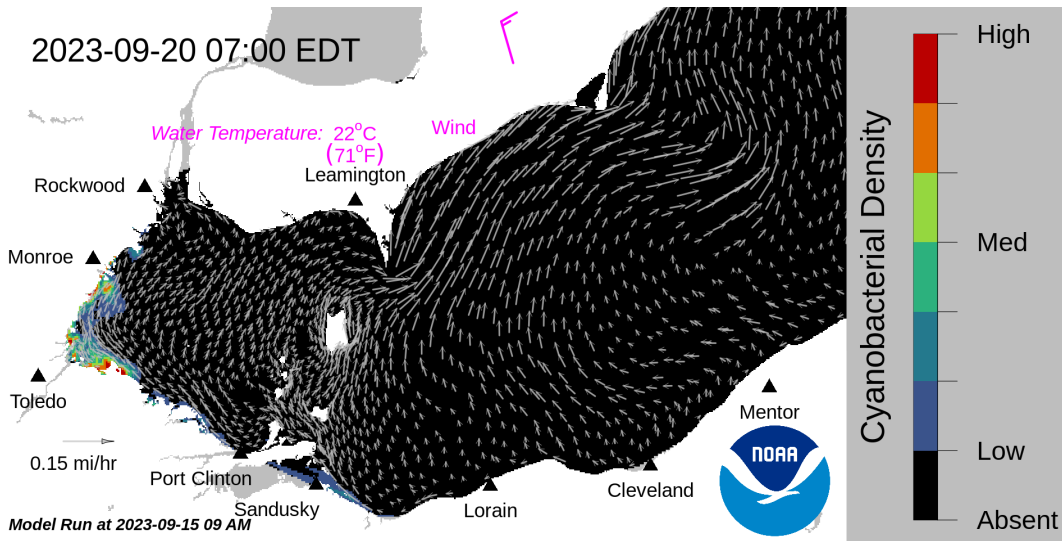 2023-09-20 07:00 EDT
High
Water Temperature: 22°C
(71°F)
Wind
Leamington
Rockwood
Monroe
Med
Cyanobacterial Density
Toledo
Mentor
0.15 mi/hr
NOAA
Low
Port Clinton
Cleveland
Sandusky
Lorain
Model Run at 2023-09-15 09 AM
Absent